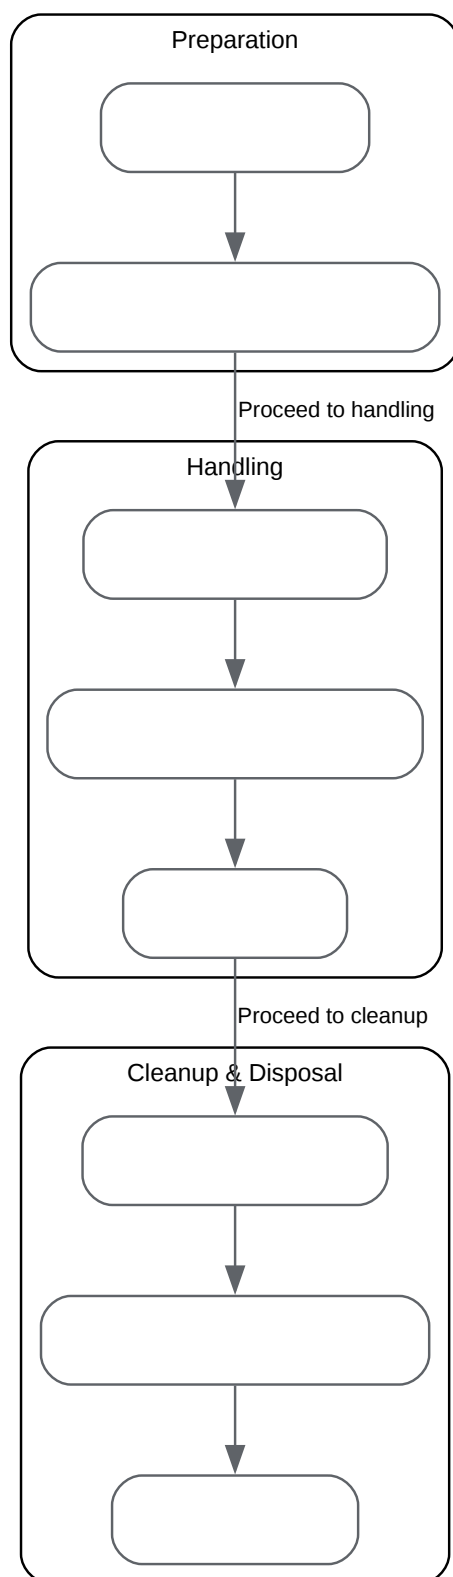 Preparation
Proceed to handling
Handling
Proceed to cleanup
Cleanup & Disposal